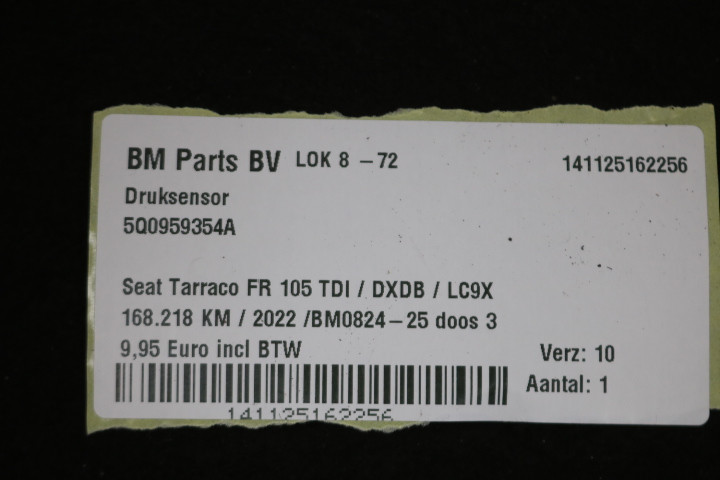 BM Parts BV LOK 8 -72 141125162256
Druksensor
5Q0959354A
Seat Tarraco FR 105 TDI / DXDB / LC9X
168.218 KM / 2022 /BM0824-25 doos 3
9,95 Euro incl BTW Verz: 10
Aantal: 1
141125162256